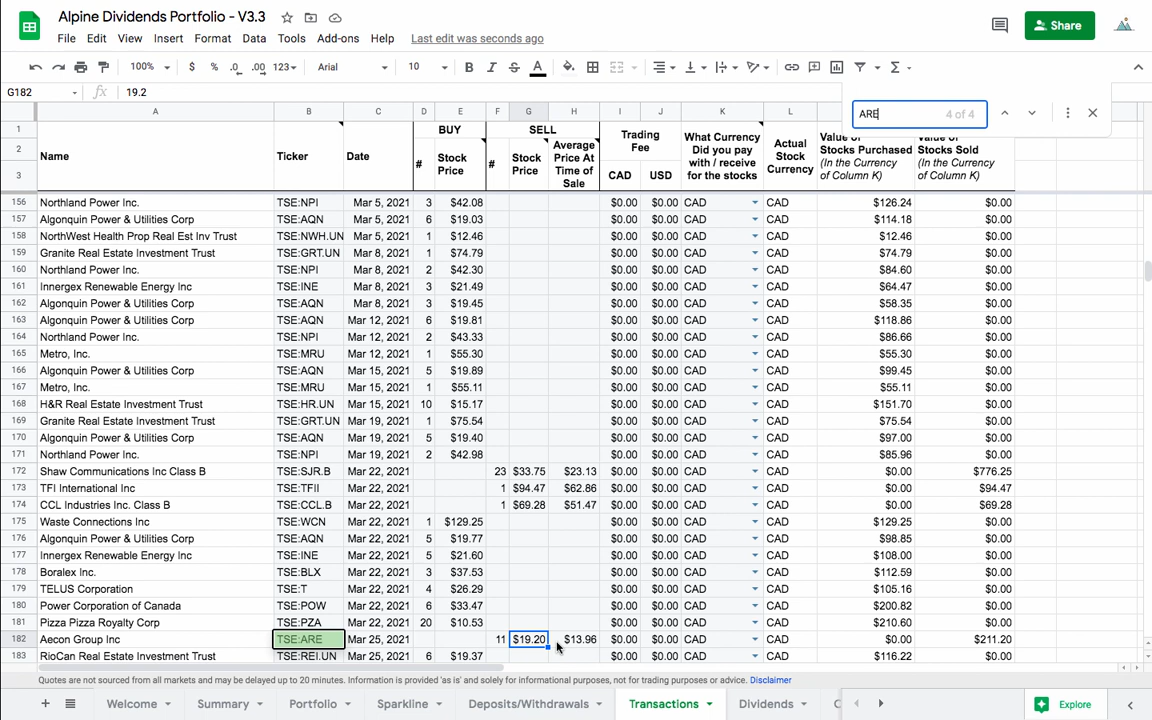 Alpine Dividends Portfolio - V3.3
File Edit View Insert Format Data Tools Add-ons Help Last edit was seconds ago
Share
100% $ % .0 .00 123 Arial 10 B I S A
G182 fx 19.2
ARE 4 of 4
A B C D E F G H I J K L
1 2 3
Name Ticker Date BUY # Stock Price SELL # Stock Price Average Price At Time of Sale Trading Fee CAD USD What Currency Did you pay with / receive for the stocks Actual Stock Currency Value of Stocks Purchased (In the Currency of Column K) Value of Stocks Sold (In the Currency of Column K)
156 Northland Power Inc. TSE:NPI Mar 5, 2021 3 $42.08 $0.00 $0.00 CAD CAD $126.24 $0.00
157 Algonquin Power & Utilities Corp TSE:AQN Mar 5, 2021 6 $19.03 $0.00 $0.00 CAD CAD $114.18 $0.00
158 NorthWest Health Prop Real Est Inv Trust TSE:NWH.UN Mar 5, 2021 1 $12.46 $0.00 $0.00 CAD CAD $12.46 $0.00
159 Granite Real Estate Investment Trust TSE:GRT.UN Mar 5, 2021 1 $74.79 $0.00 $0.00 CAD CAD $74.79 $0.00
160 Northland Power Inc. TSE:NPI Mar 8, 2021 2 $42.30 $0.00 $0.00 CAD CAD $84.60 $0.00
161 Innergex Renewable Energy Inc TSE:INE Mar 8, 2021 3 $21.49 $0.00 $0.00 CAD CAD $64.47 $0.00
162 Algonquin Power & Utilities Corp TSE:AQN Mar 8, 2021 3 $19.45 $0.00 $0.00 CAD CAD $58.35 $0.00
163 Algonquin Power & Utilities Corp TSE:AQN Mar 12, 2021 6 $19.81 $0.00 $0.00 CAD CAD $118.86 $0.00
164 Northland Power Inc. TSE:NPI Mar 12, 2021 2 $43.33 $0.00 $0.00 CAD CAD $86.66 $0.00
165 Metro, Inc. TSE:MRU Mar 12, 2021 1 $55.30 $0.00 $0.00 CAD CAD $55.30 $0.00
166 Algonquin Power & Utilities Corp TSE:AQN Mar 15, 2021 5 $19.89 $0.00 $0.00 CAD CAD $99.45 $0.00
167 Metro, Inc. TSE:MRU Mar 15, 2021 1 $55.11 $0.00 $0.00 CAD CAD $55.11 $0.00
168 H&R Real Estate Investment Trust TSE:HR.UN Mar 15, 2021 10 $15.17 $0.00 $0.00 CAD CAD $151.70 $0.00
169 Granite Real Estate Investment Trust TSE:GRT.UN Mar 19, 2021 1 $75.54 $0.00 $0.00 CAD CAD $75.54 $0.00
170 Algonquin Power & Utilities Corp TSE:AQN Mar 19, 2021 5 $19.40 $0.00 $0.00 CAD CAD $97.00 $0.00
171 Northland Power Inc. TSE:NPI Mar 19, 2021 2 $42.98 $0.00 $0.00 CAD CAD $85.96 $0.00
172 Shaw Communications Inc Class B TSE:SJR.B Mar 22, 2021 23 $33.75 $23.13 $0.00 $0.00 CAD CAD $0.00 $776.25
173 TFI International Inc TSE:TFII Mar 22, 2021 1 $94.47 $62.86 $0.00 $0.00 CAD CAD $0.00 $94.47
174 CCL Industries Inc. Class B TSE:CCL.B Mar 22, 2021 1 $69.28 $51.47 $0.00 $0.00 CAD CAD $0.00 $69.28
175 Waste Connections Inc TSE:WCN Mar 22, 2021 1 $129.25 $0.00 $0.00 CAD CAD $129.25 $0.00
176 Algonquin Power & Utilities Corp TSE:AQN Mar 22, 2021 5 $19.77 $0.00 $0.00 CAD CAD $98.85 $0.00
177 Innergex Renewable Energy Inc TSE:INE Mar 22, 2021 5 $21.60 $0.00 $0.00 CAD CAD $108.00 $0.00
178 Boralex Inc. TSE:BLX Mar 22, 2021 3 $37.53 $0.00 $0.00 CAD CAD $112.59 $0.00
179 TELUS Corporation TSE:T Mar 22, 2021 4 $26.29 $0.00 $0.00 CAD CAD $105.16 $0.00
180 Power Corporation of Canada TSE:POW Mar 22, 2021 6 $33.47 $0.00 $0.00 CAD CAD $200.82 $0.00
181 Pizza Pizza Royalty Corp TSE:PZA Mar 22, 2021 20 $10.53 $0.00 $0.00 CAD CAD $210.60 $0.00
182 Aecon Group Inc TSE:ARE Mar 25, 2021 11 $19.20 $13.96 $0.00 $0.00 CAD CAD $0.00 $211.20
183 RioCan Real Estate Investment Trust TSE:REI.UN Mar 25, 2021 6 $19.37 $0.00 $0.00 CAD CAD $116.22 $0.00
Quotes are not sourced from all markets and may be delayed up to 20 minutes. Information is provided 'as is' and solely for informational purposes, not for trading purposes or advice. Disclaimer
Welcome Summary Portfolio Sparkline Deposits/Withdrawals Transactions Dividends Explore